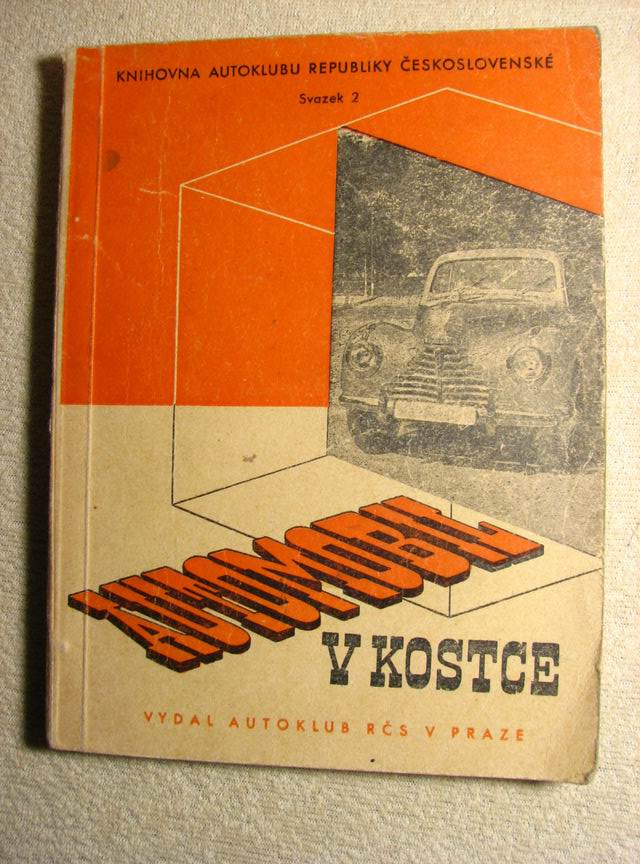 KNIHOVNA AUTOKLUBU REPUBLIKY ČESKOSLOVENSKÉ
Svazek 2
AUTOMOBIL
V KOSTCE
VYDAL AUTOKLUB RČS V PRAZE